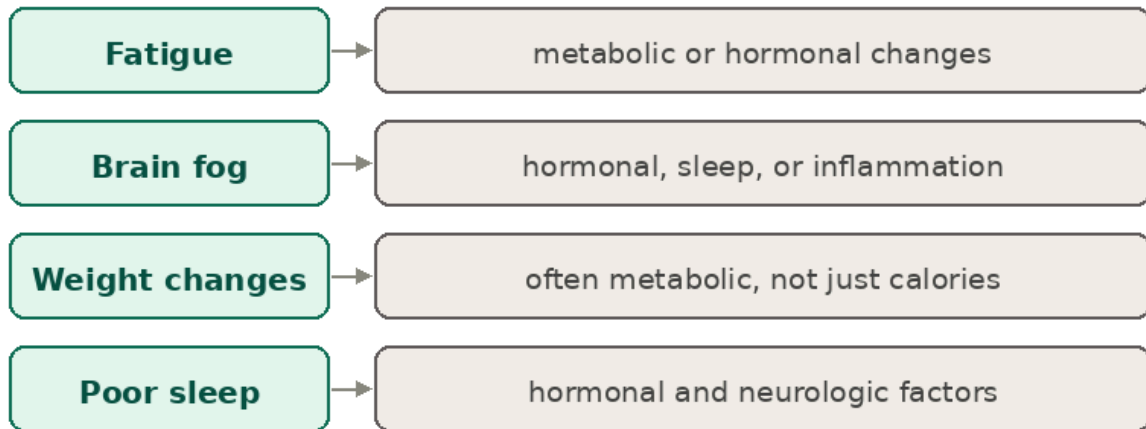 Fatigue
metabolic or hormonal changes
Brain fog
hormonal, sleep, or inflammation
Weight changes
often metabolic, not just calories
Poor sleep
hormonal and neurologic factors